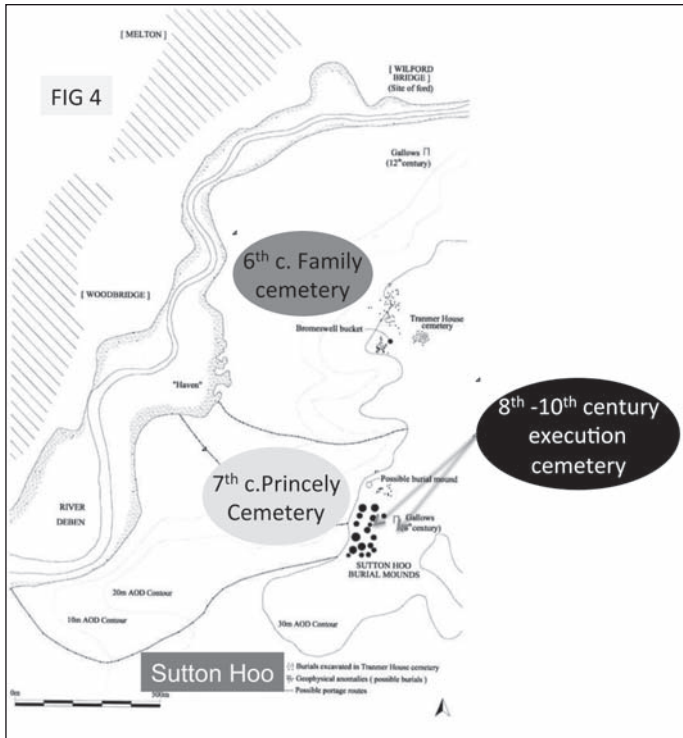 [ MELTON ]
FIG 4
[ WILFORD
BRIDGE ]
(Site of ford)
Gallows
(12th century)
6th c. Family
cemetery
[ WOODBRIDGE ]
Tranmer House
cemetery
Bromeswell bucket
"Haven"
8th -10th century
execution
cemetery
7th c.Princely
Cemetery
Possible burial mound
RIVER
DEBEN
Gallows
century)
SUTTON HOO
BURIAL MOUNDS
20m AOD Contour
10m AOD Contour
30m AOD Contour
Sutton Hoo
Burials excavated in Tranmer House cemetery
Geophysical anomalies ( possible burials )
Possible portage routes
0m
500m